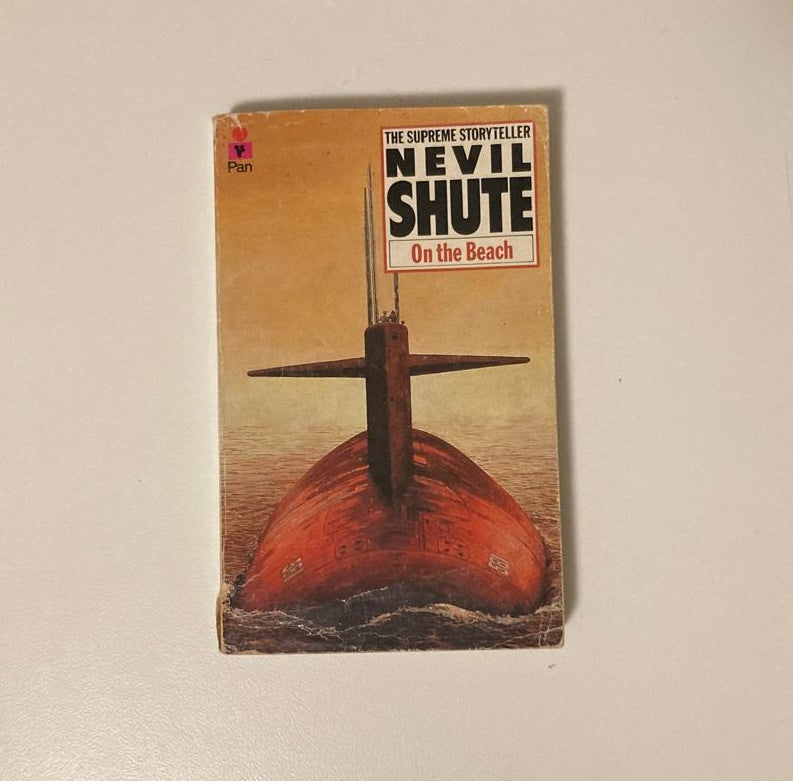 Pan
THE SUPREME STORYTELLER
NEVIL
SHUTE
On the Beach